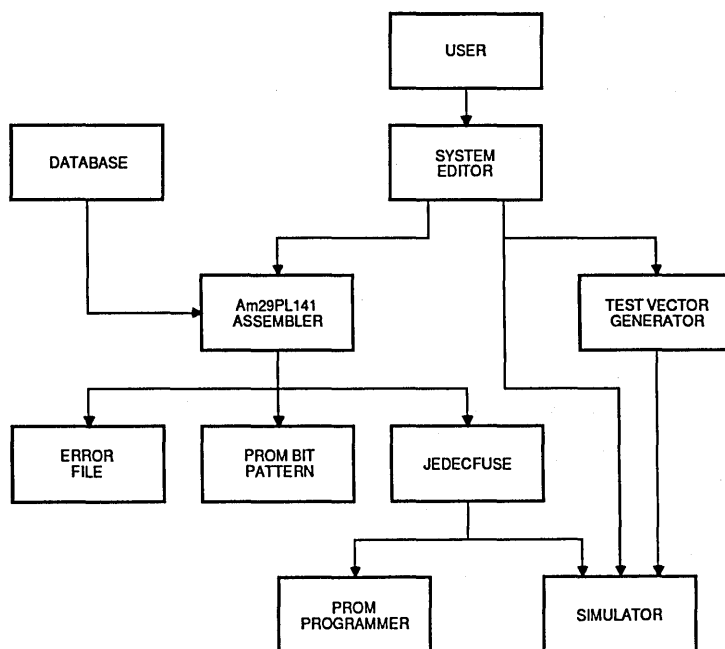 USER
DATABASE
SYSTEM
EDITOR
Am29PL141
ASSEMBLER
TEST VECTOR
GENERATOR
ERROR
FILE
PROM BIT
PATTERN
JEDECFUSE
PROM
PROGRAMMER
SIMULATOR